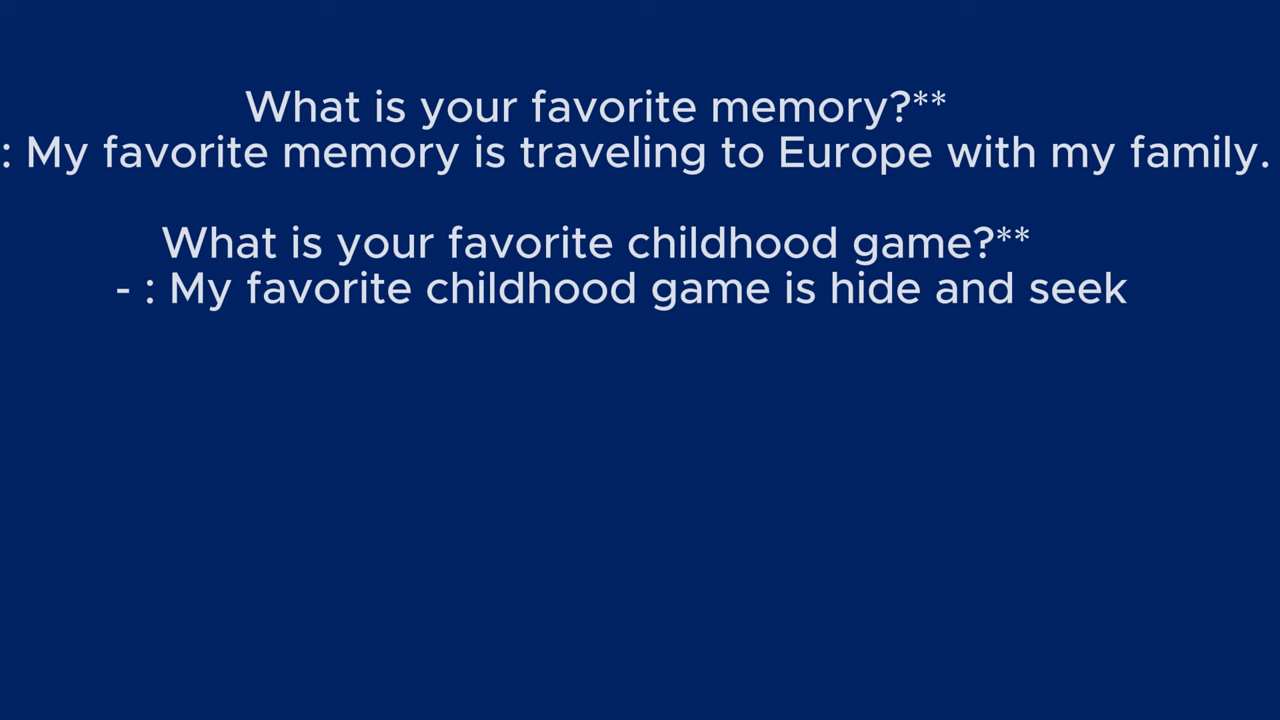 What is your favorite memory?**
: My favorite memory is traveling to Europe with my family.
What is your favorite childhood game?**
- : My favorite childhood game is hide and seek